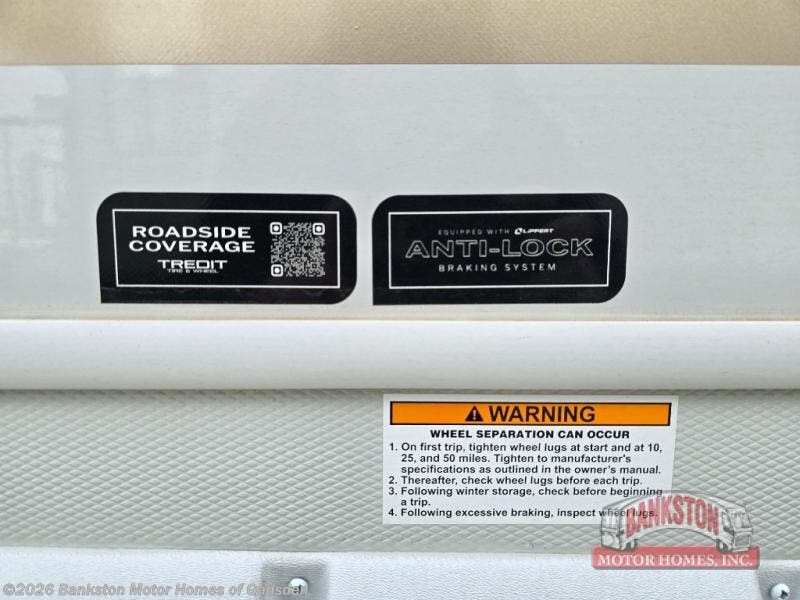 ROADSIDE
COVERAGE
TREDIT
TIRE & WHEEL
EQUIPPED WITH LIPPERT
ANTI-LOCK
BRAKING SYSTEM
WARNING
WHEEL SEPARATION CAN OCCUR
1. On first trip, tighten wheel lugs at start and at 10,
25, and 50 miles. Tighten to manufacturer's
specifications as outlined in the owner's manual.
2. Thereafter, check wheel lugs before each trip.
3. Following winter storage, check before beginning
a trip.
4. Following excessive braking, inspect wheel lugs.
BANKSTON
MOTOR HOMES, INC.
©2026 Bankston Motor Homes of